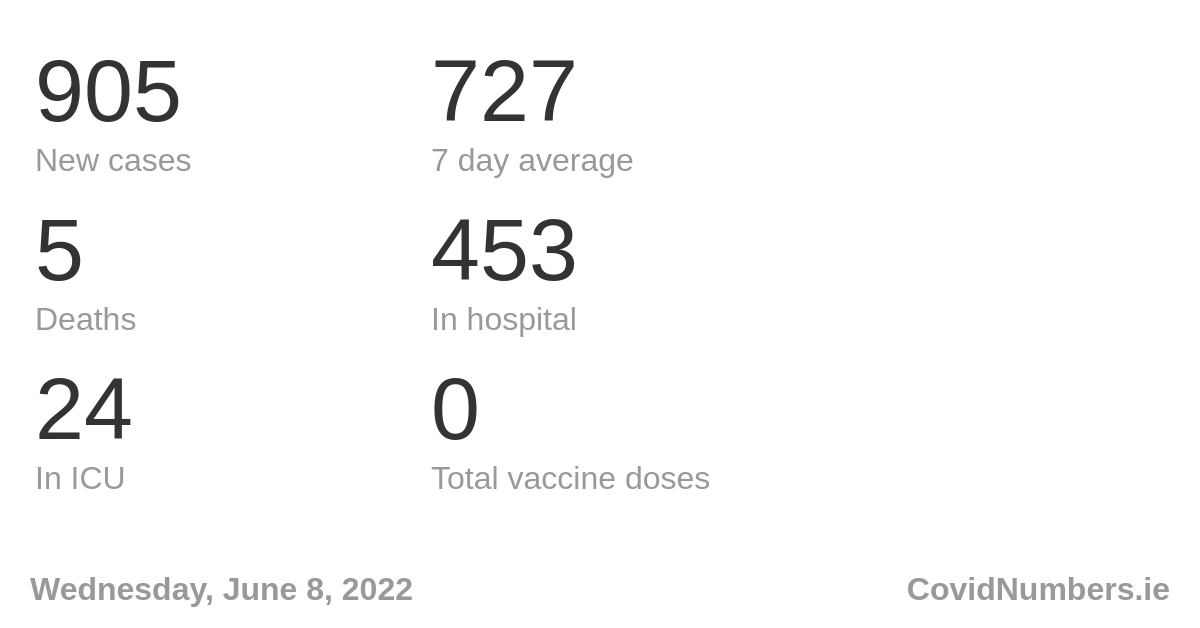 905
727
New cases
7 day average
5
453
Deaths
In hospital
24
0
In ICU
Total vaccine doses
Wednesday, June 8, 2022
CovidNumbers.ie